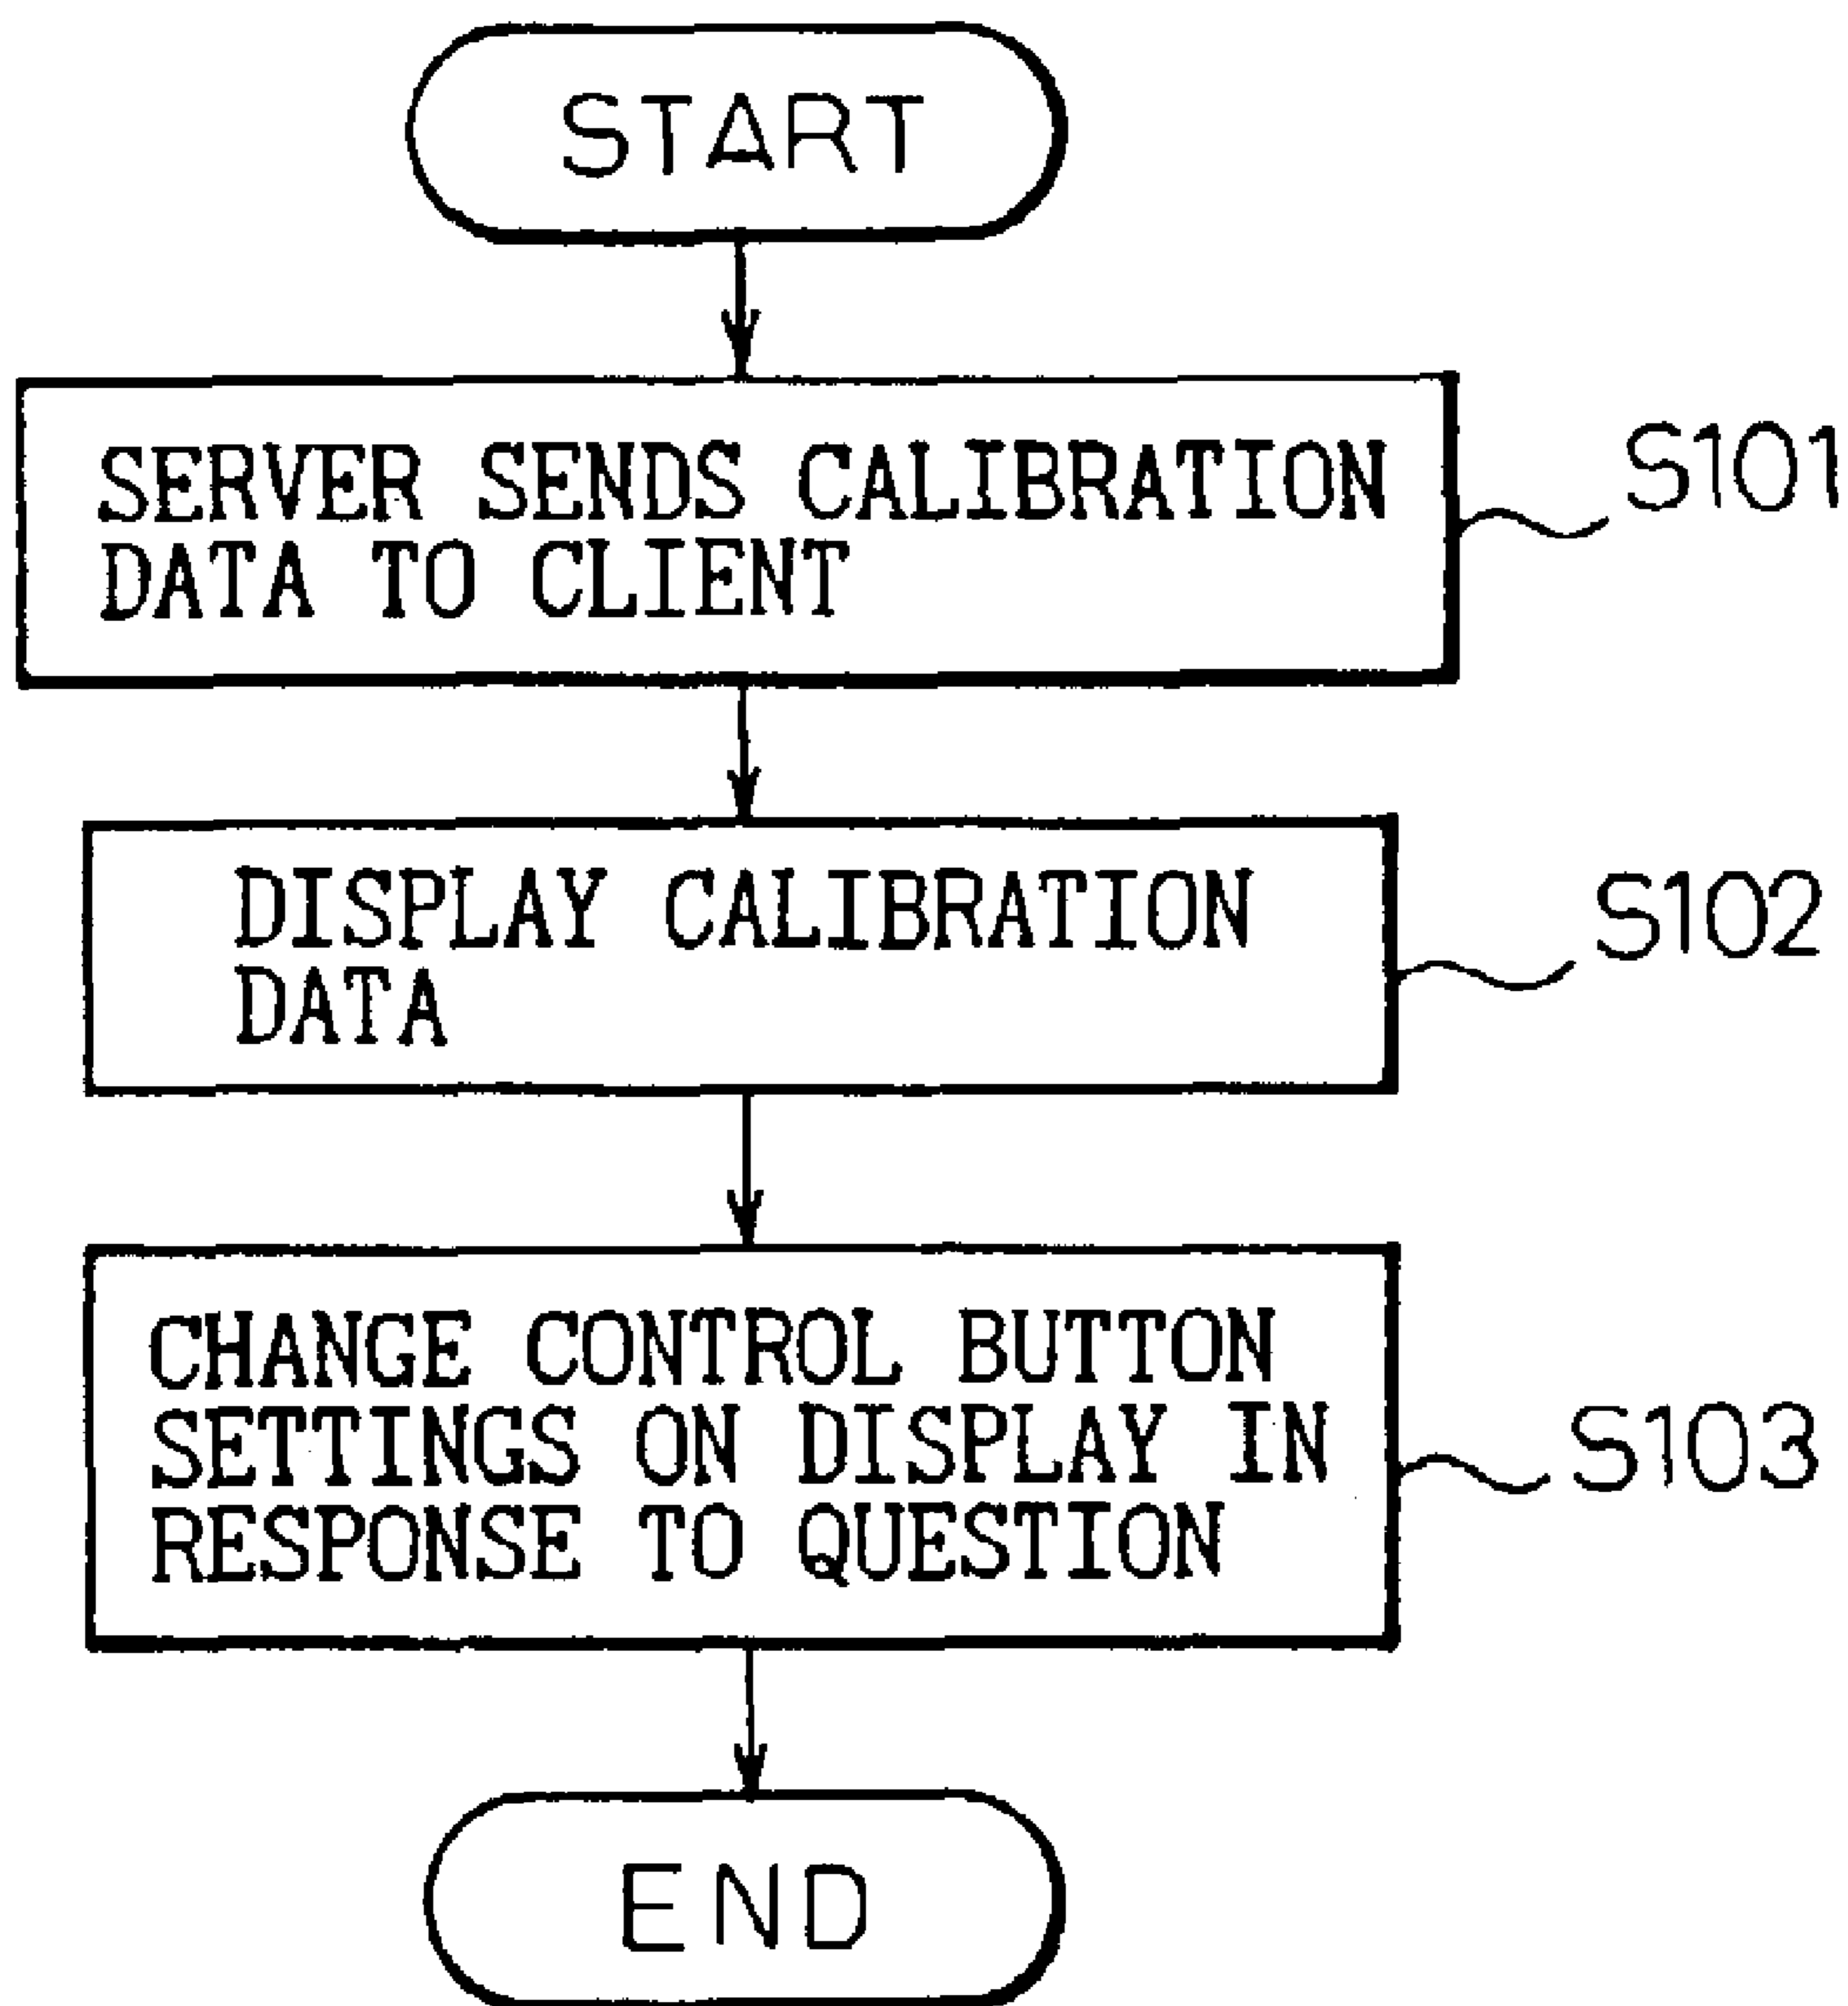 START
SERVER SENDS CALIBRATION
DATA TO CLIENT
S101
DISPLAY CALIBRATION
DATA
S102
CHANGE CONTROL BUTTON
SETTINGS ON DISPLAY IN
RESPONSE TO QUESTION
S103
END